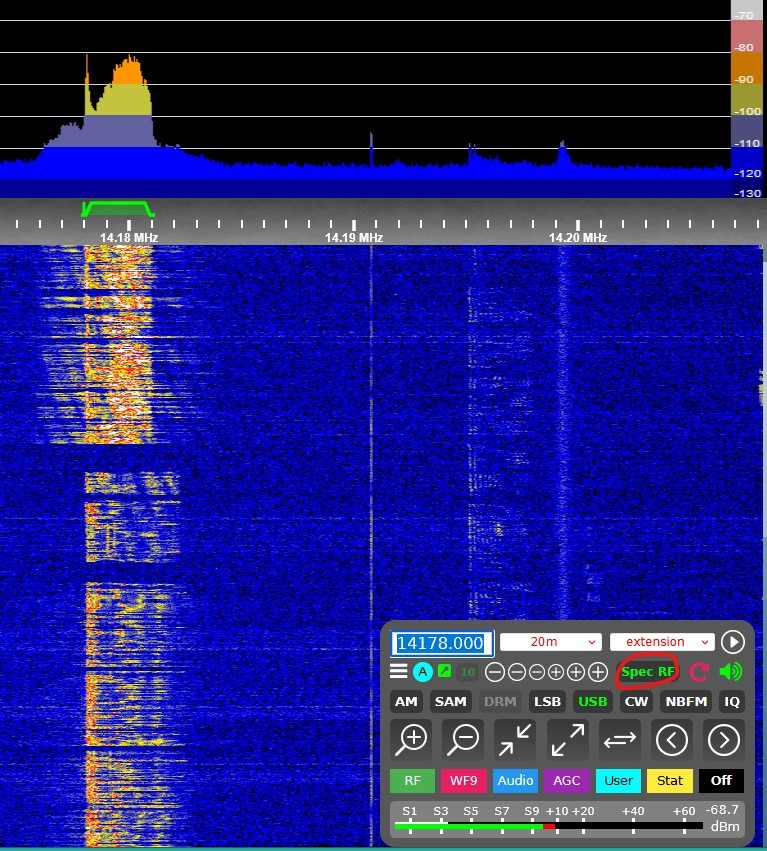 -70
-80
-90
-100
-110
-120
-130
14.18 MHz 14.19 MHz 14.20 MHz
14178.000 20m extension
A 10 Spec RF
AM SAM DRM LSB USB CW NBFM IQ
RF WF9 Audio AGC User Stat Off
S1 S3 S5 S7 S9 +10 +20 +40 +60 -68.7
dBm